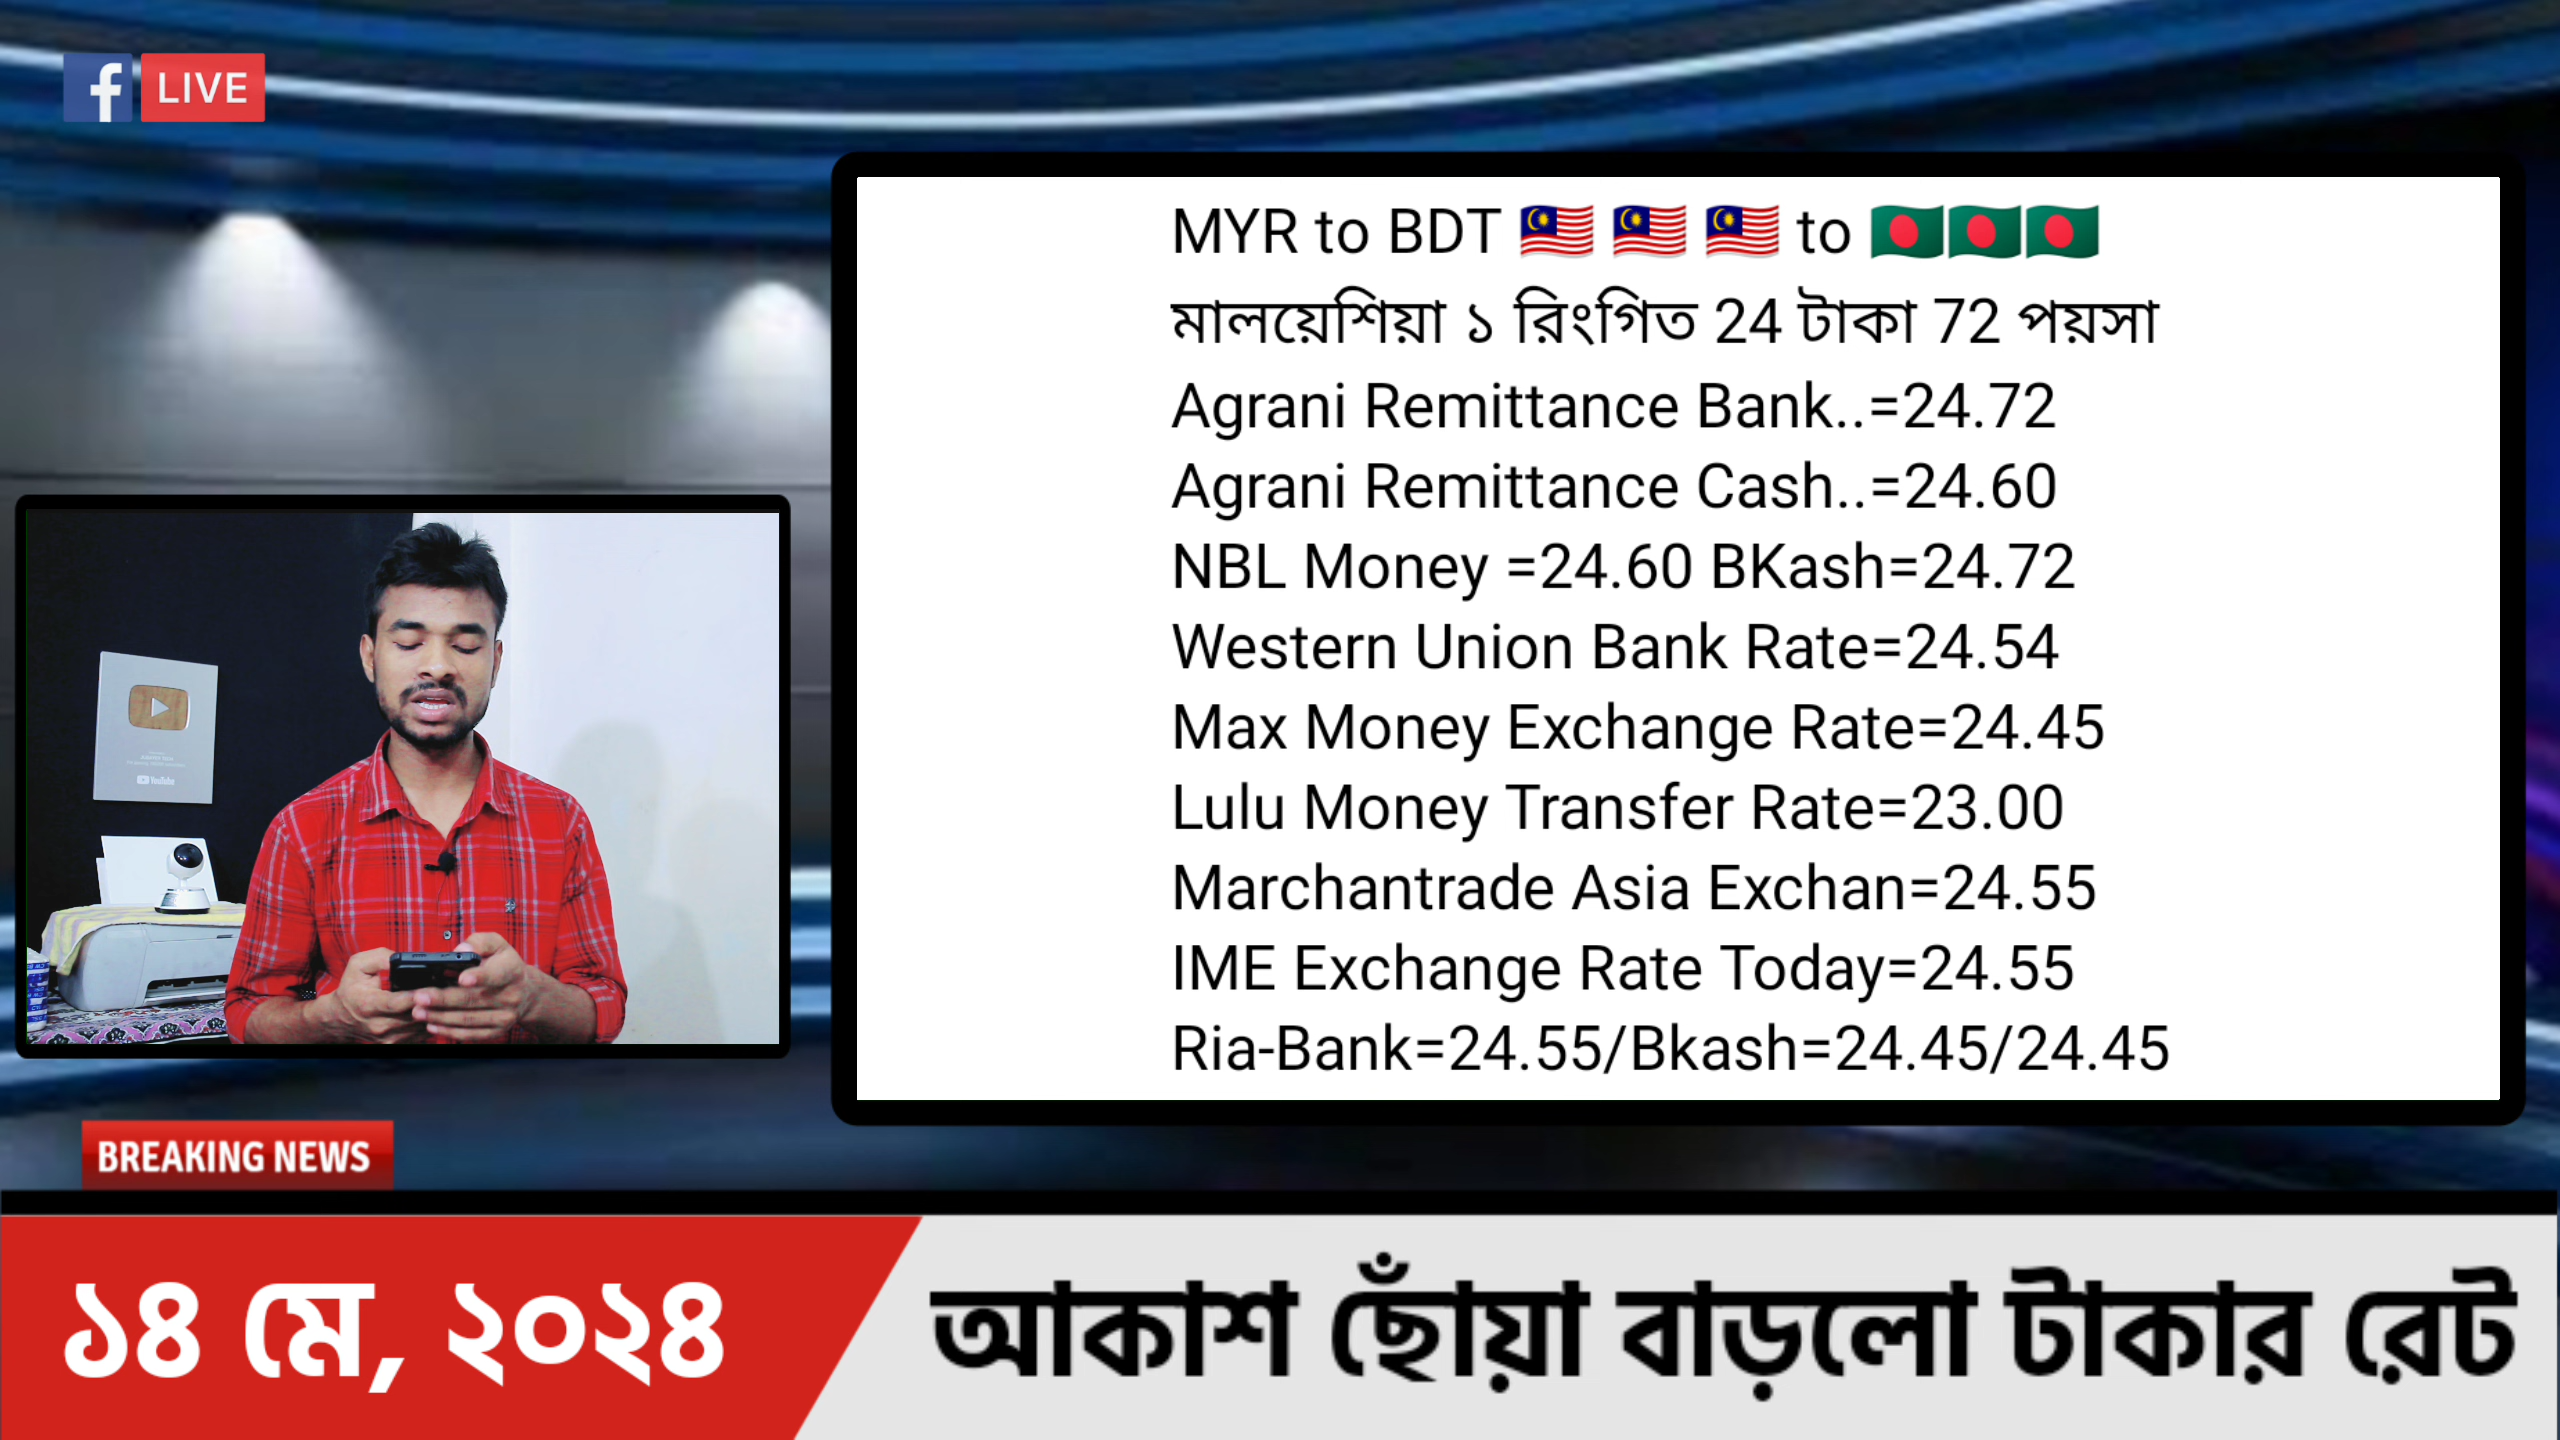 f LIVE
MYR to BDT 🇲🇾 🇲🇾 🇲🇾 to 🇧🇩🇧🇩🇧🇩
মালয়েশিয়া ১ রিংগিত 24 টাকা 72 পয়সা
Agrani Remittance Bank..=24.72
Agrani Remittance Cash..=24.60
NBL Money =24.60 BKash=24.72
Western Union Bank Rate=24.54
Max Money Exchange Rate=24.45
Lulu Money Transfer Rate=23.00
Marchantrade Asia Exchan=24.55
IME Exchange Rate Today=24.55
Ria-Bank=24.55/Bkash=24.45/24.45
YouTube
BREAKING NEWS
১৪ মে, ২০২৪
আকাশ ছোঁয়া বাড়লো টাকার রেট